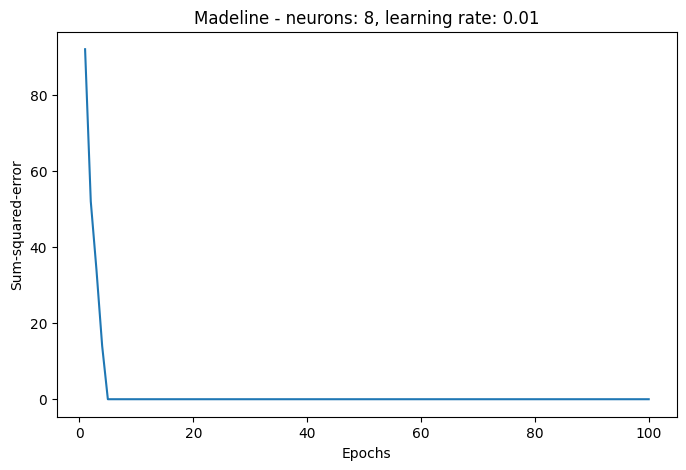 Madeline - neurons: 8, learning rate: 0.01
Sum-squared-error
80
60
40
20
0
0 20 40 60 80 100
Epochs